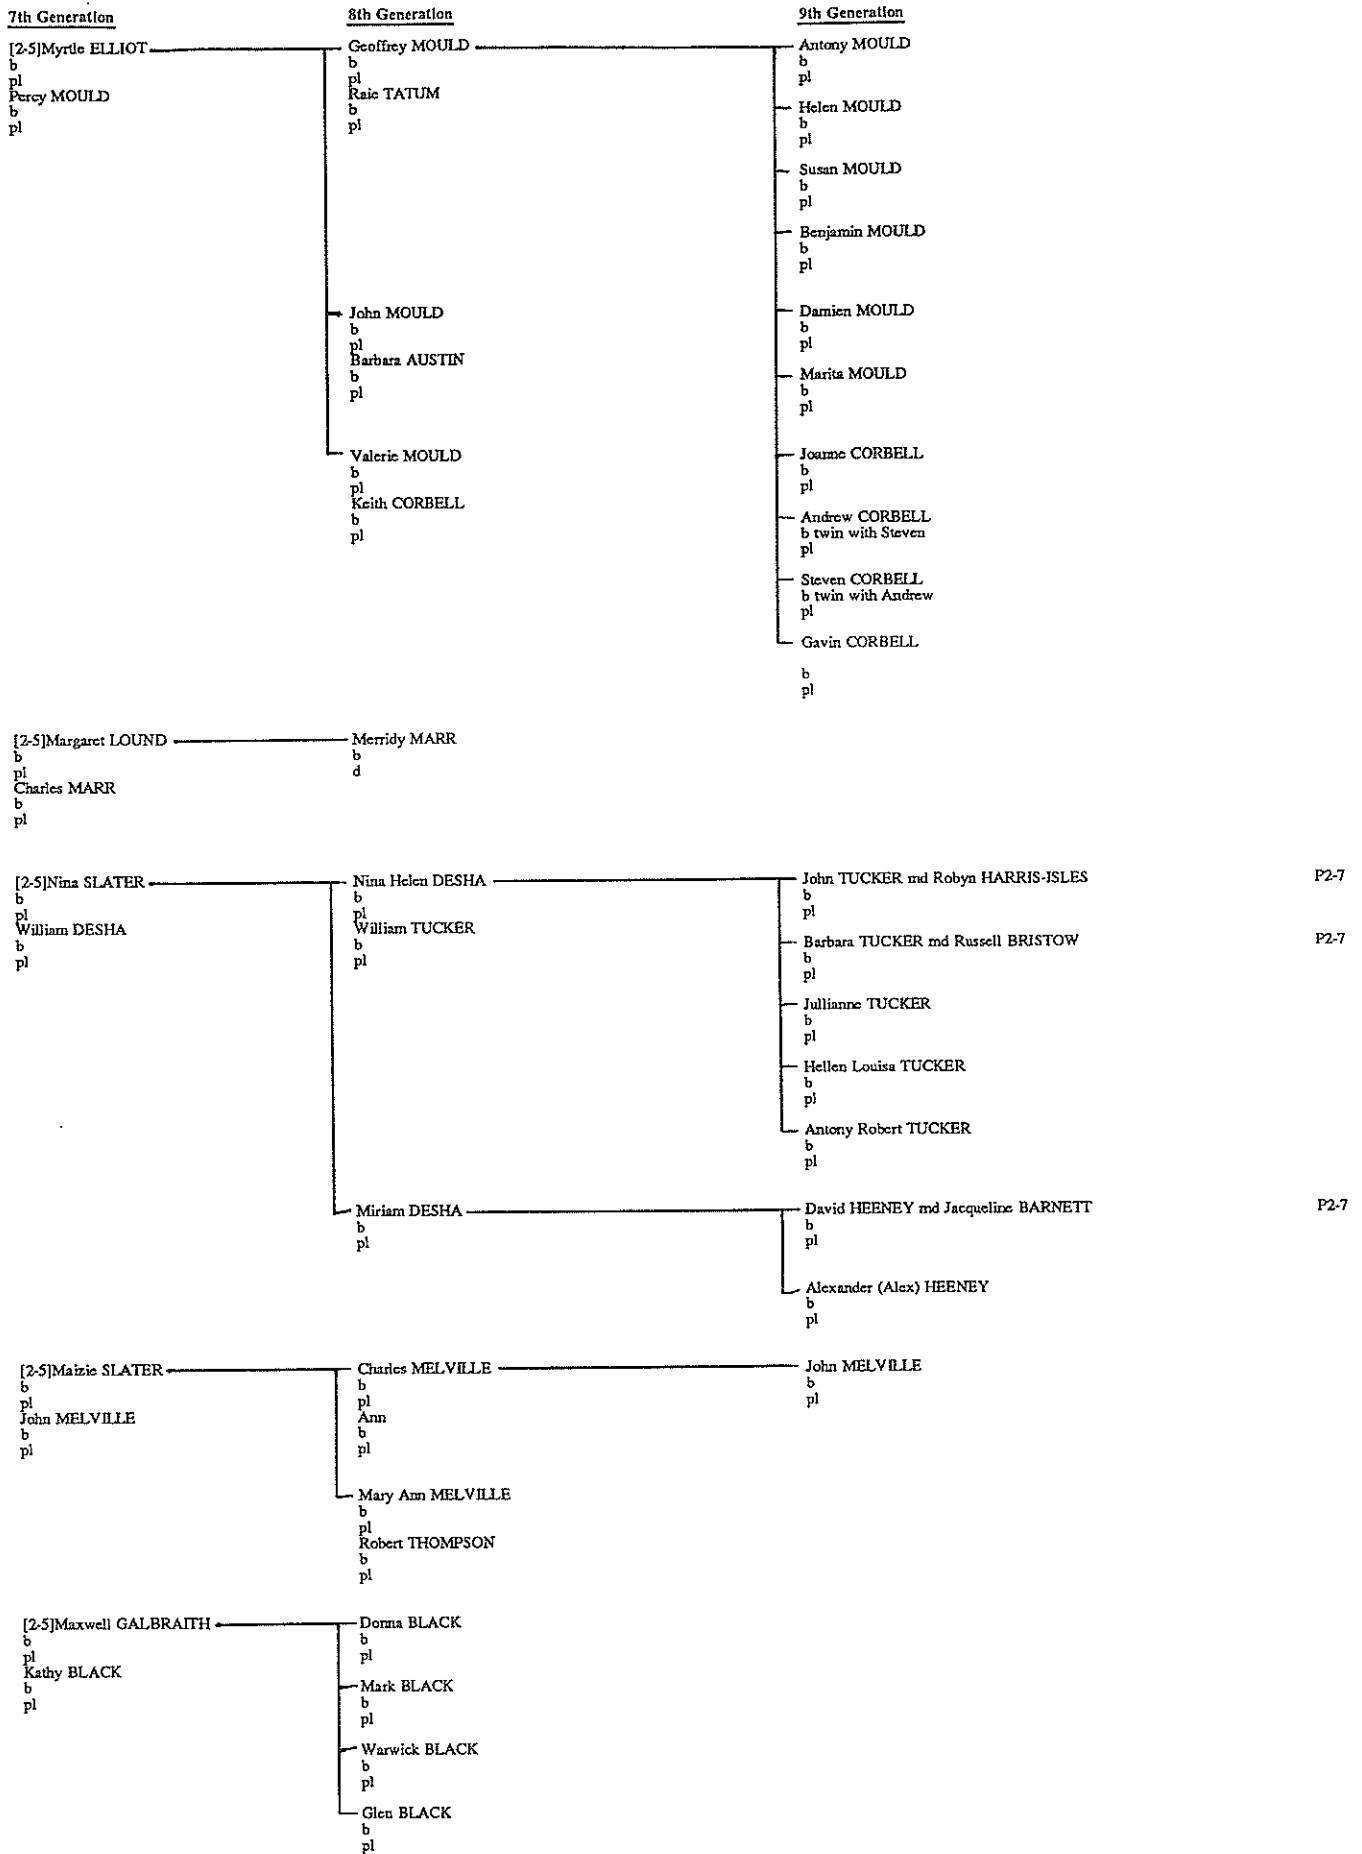 7th Generation
8th Generation
9th Generation
[2-5]Myrtle ELLIOT
b
pl
Percy MOULD
b
pl
Geoffrey MOULD
b
pl
Raie TATUM
b
pl
Antony MOULD
b
pl
Helen MOULD
b
pl
Susan MOULD
b
pl
Benjamin MOULD
b
pl
John MOULD
b
pl
Barbara AUSTIN
b
pl
Damien MOULD
b
pl
Marita MOULD
b
pl
Valerie MOULD
b
pl
Keith CORBELL
b
pl
Joanne CORBELL
b
pl
Andrew CORBELL
b twin with Steven
pl
Steven CORBELL
b twin with Andrew
pl
Gavin CORBELL
b
pl
[2-5]Margaret LOUND
b
pl
Charles MARR
b
pl
Merridy MARR
b
d
[2-5]Nina SLATER
b
pl
William DESHA
b
pl
Nina Helen DESHA
b
pl
William TUCKER
b
pl
John TUCKER md Robyn HARRIS-ISLES P2-7
b
pl
Barbara TUCKER md Russell BRISTOW P2-7
b
pl
Jullianne TUCKER
b
pl
Hellen Louisa TUCKER
b
pl
Antony Robert TUCKER
b
pl
Miriam DESHA
b
pl
David HEENEY md Jacqueline BARNETT P2-7
b
pl
Alexander (Alex) HEENEY
b
pl
[2-5]Maizie SLATER
b
pl
John MELVILLE
b
pl
Charles MELVILLE
b
pl
Ann
b
pl
John MELVILLE
b
pl
Mary Ann MELVILLE
b
pl
Robert THOMPSON
b
pl
[2-5]Maxwell GALBRAITH
b
pl
Kathy BLACK
b
pl
Donna BLACK
b
pl
Mark BLACK
b
pl
Warwick BLACK
b
pl
Glen BLACK
b
pl